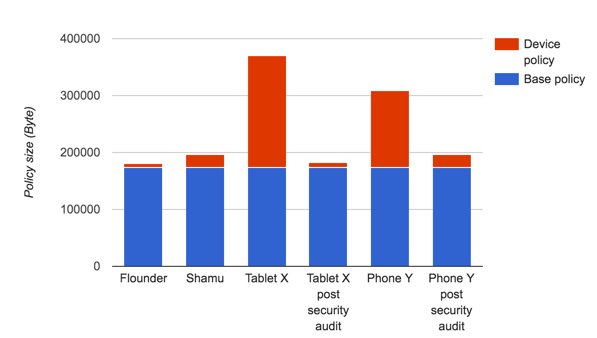 400000
300000
200000
100000
0
Policy size (Byte)
Device
policy
Base policy
Flounder
Shamu
Tablet X
Tablet X
post
security
audit
Phone Y
Phone Y
post
security
audit